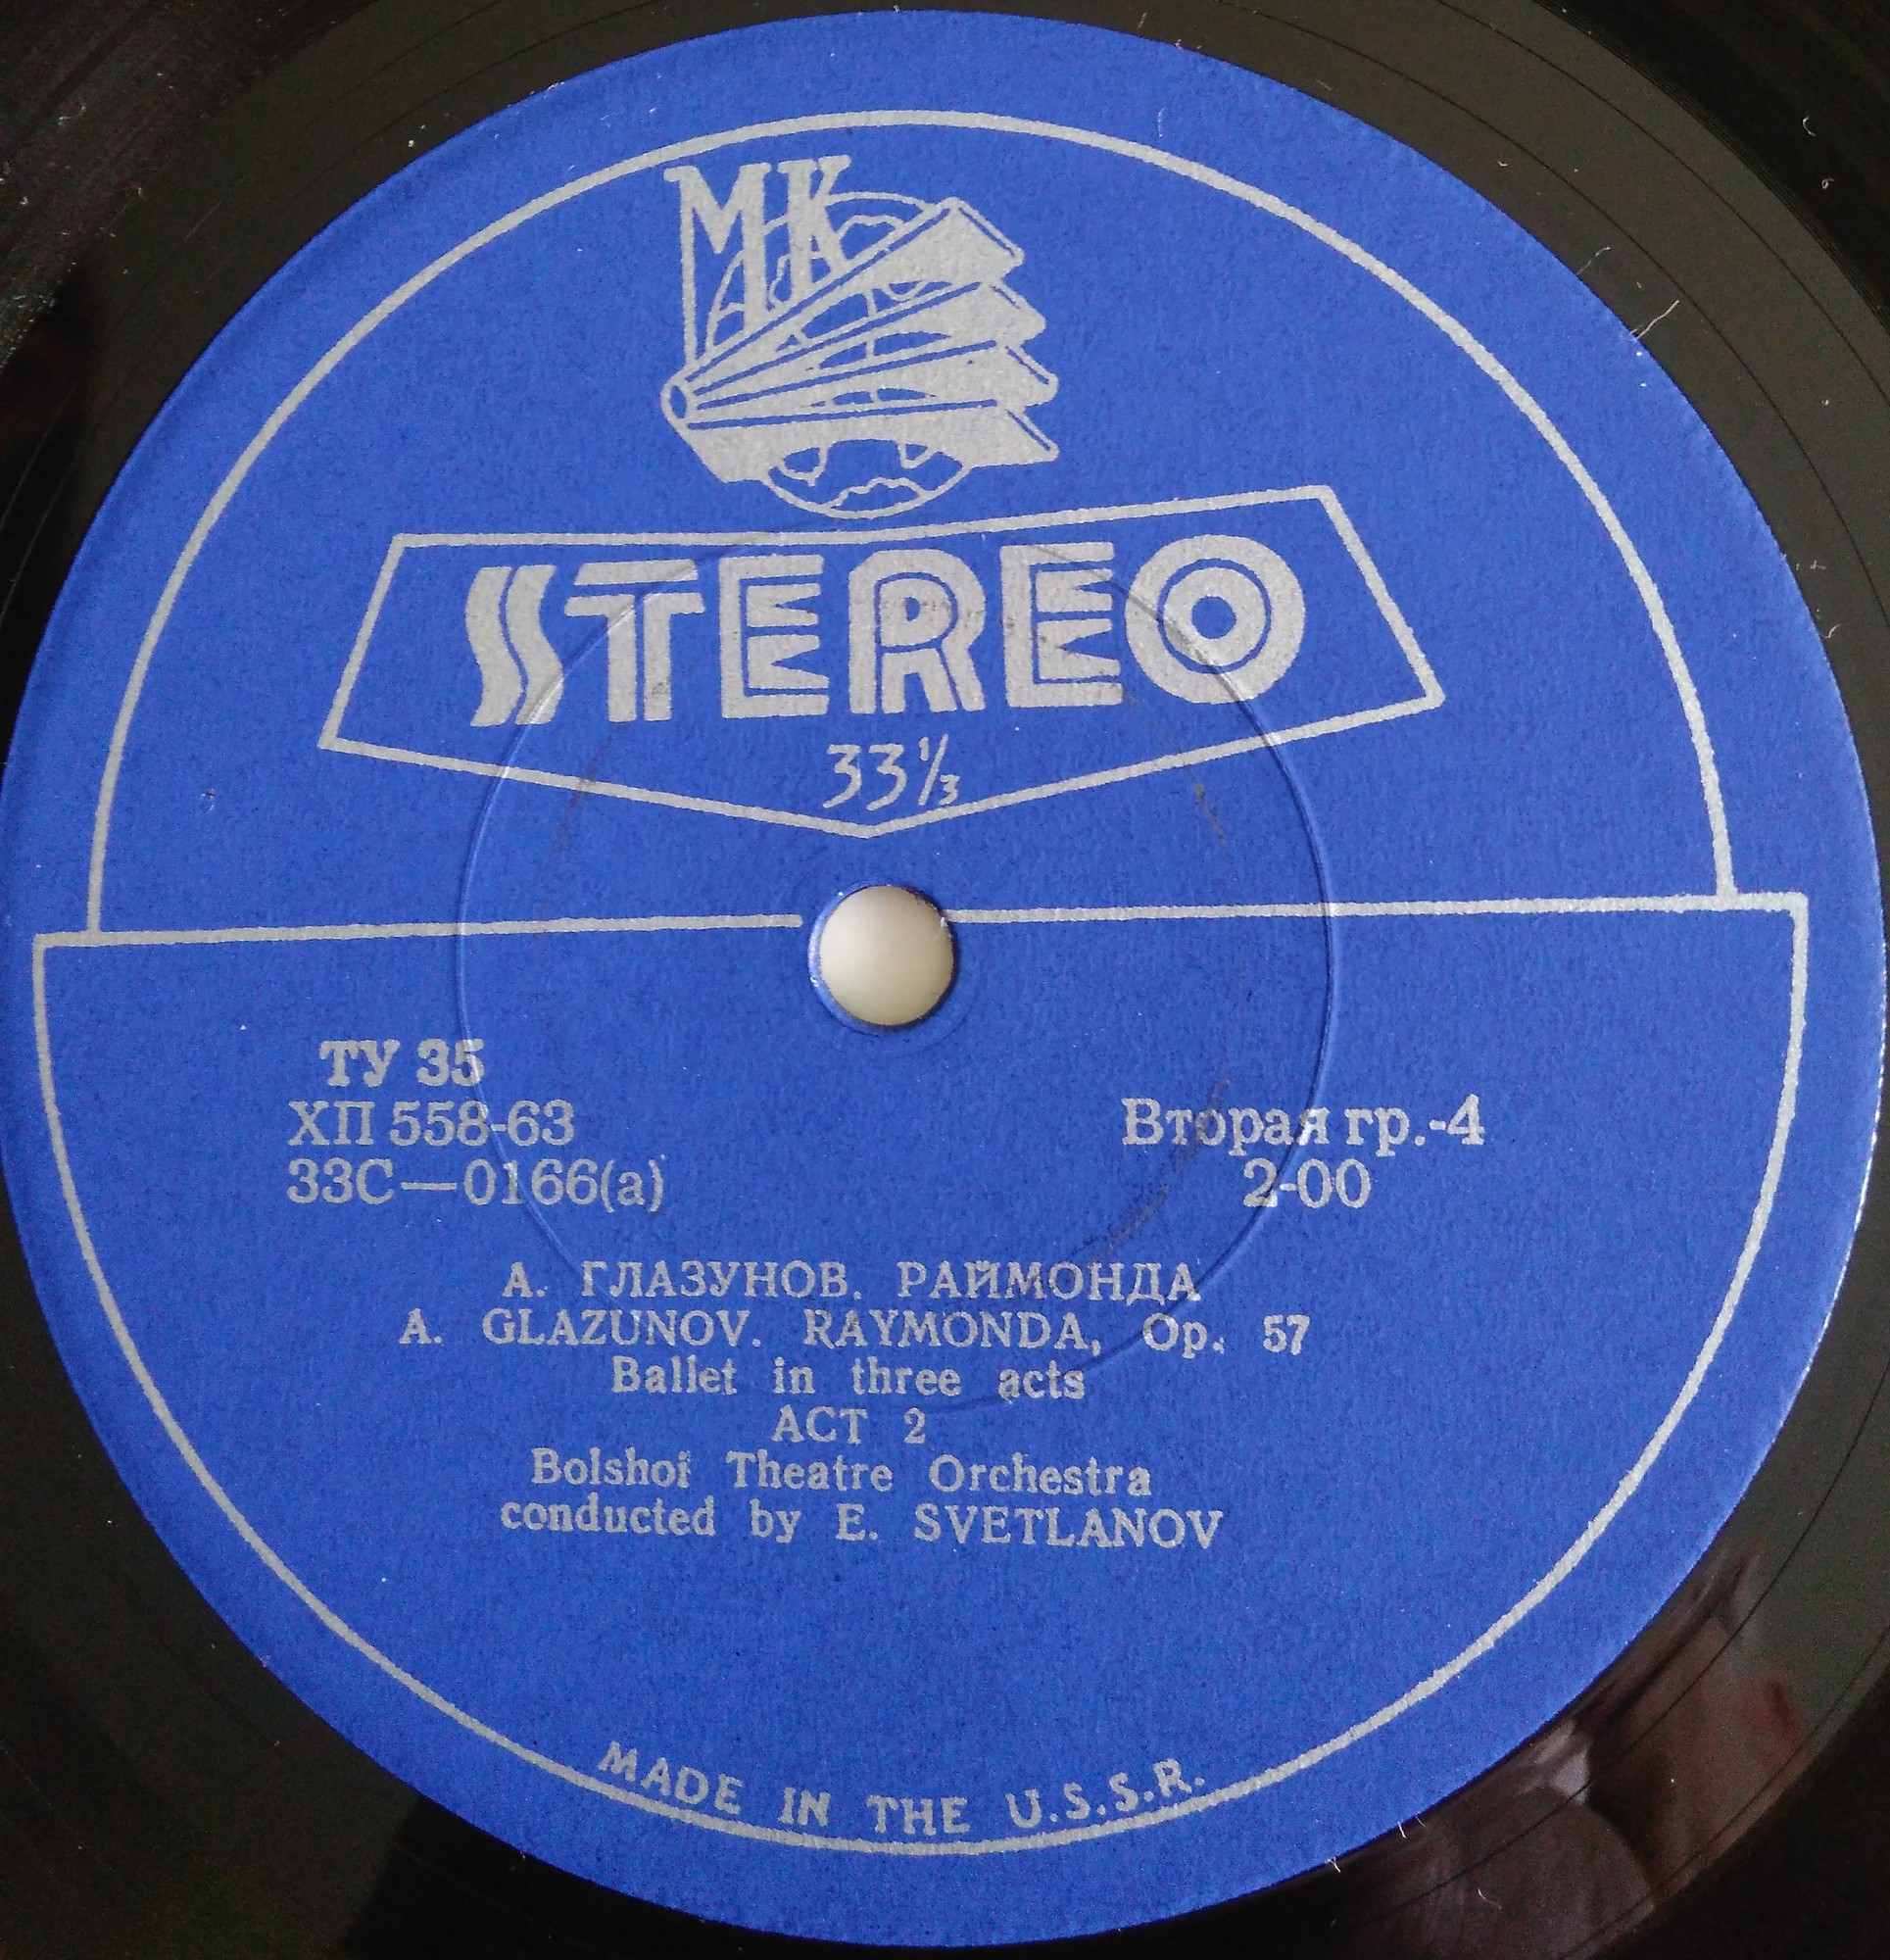 МК
STEREO
33⅓
ТУ 35
ХП 558-63
33С—0166(а)
Вторая гр.-4
2-00
А. ГЛАЗУНОВ. РАЙМОНДА
A. GLAZUNOV. RAYMONDA, Op. 57
Ballet in three acts
ACT 2
Bolshoi Theatre Orchestra
conducted by E. SVETLANOV
MADE IN THE U.S.S.R.